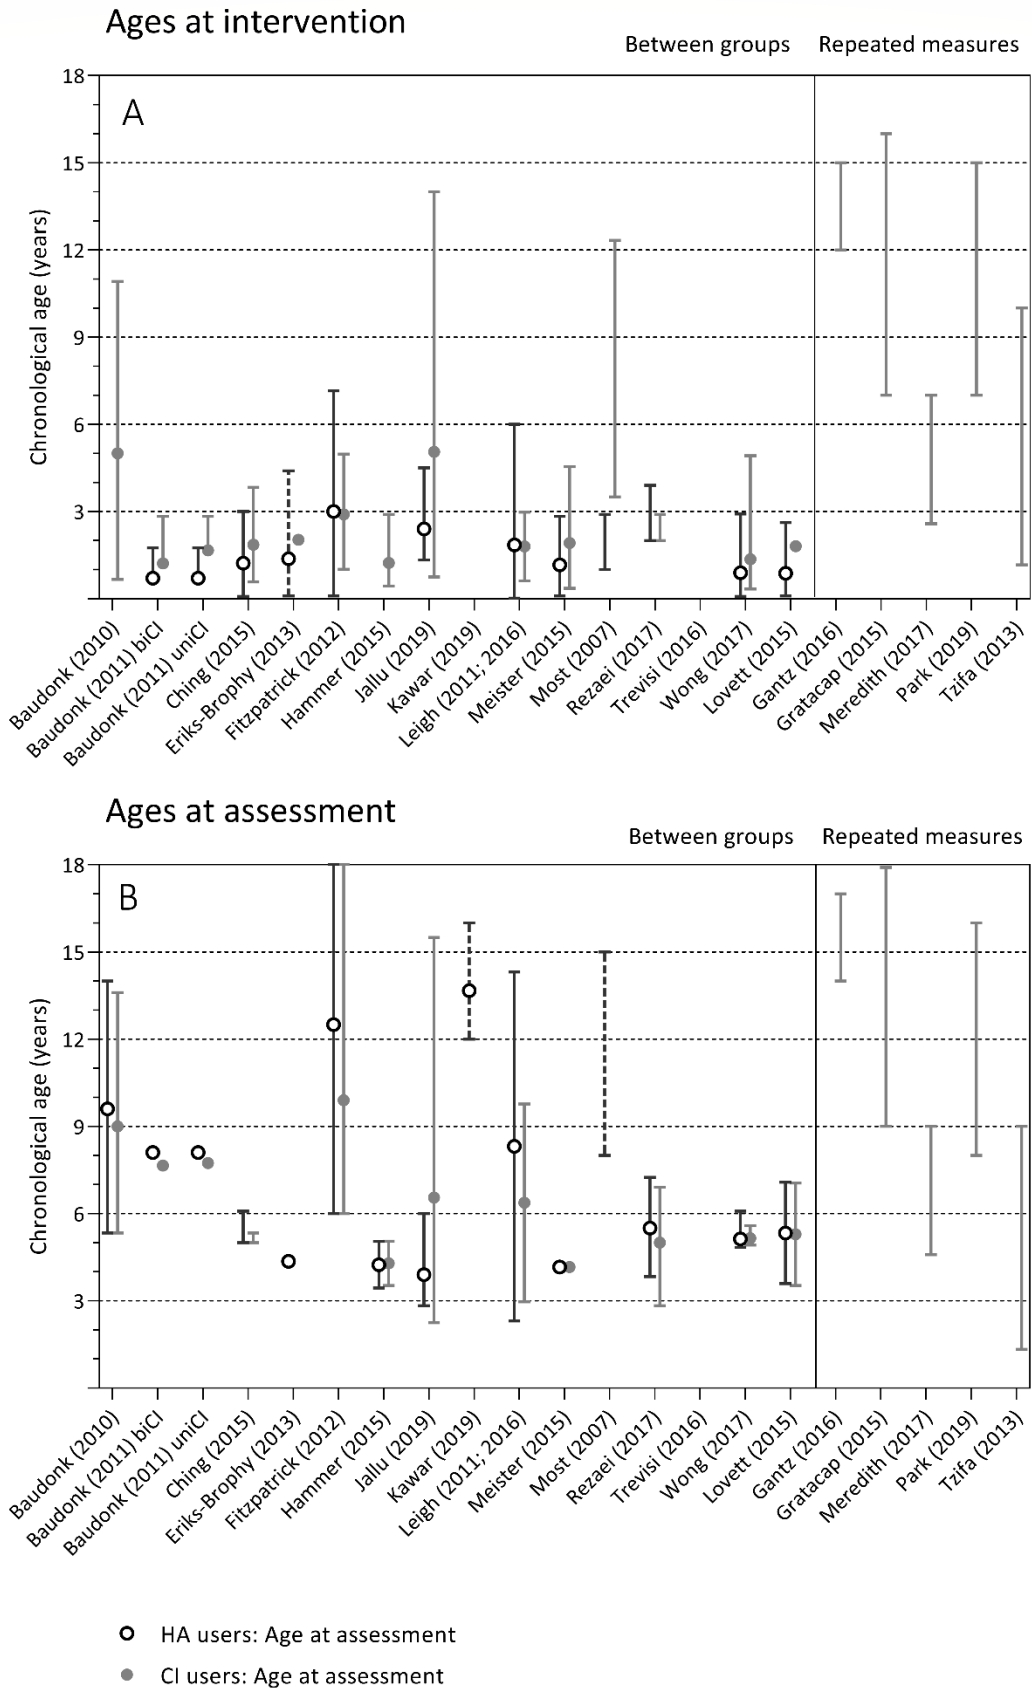 Ages at intervention
Between groups
Repeated measures
A
Chronological age (years)
18
15
12
9
6
3
Baudonk (2010)
Baudonk (2011) biCI
Baudonk (2011) uniCI
Ching (2015)
Eriks-Brophy (2013)
Fitzpatrick (2012)
Hammer (2015)
Jallu (2019)
Kawar (2019)
Leigh (2011; 2016)
Meister (2015)
Most (2007)
Rezaei (2017)
Trevisi (2016)
Wong (2017)
Lovett (2015)
Gantz (2016)
Gratacap (2015)
Meredith (2017)
Park (2019)
Tzifa (2013)
Ages at assessment
Between groups
Repeated measures
B
Chronological age (years)
18
15
12
9
6
3
Baudonk (2010)
Baudonk (2011) biCI
Baudonk (2011) uniCI
Ching (2015)
Eriks-Brophy (2013)
Fitzpatrick (2012)
Hammer (2015)
Jallu (2019)
Kawar (2019)
Leigh (2011; 2016)
Meister (2015)
Most (2007)
Rezaei (2017)
Trevisi (2016)
Wong (2017)
Lovett (2015)
Gantz (2016)
Gratacap (2015)
Meredith (2017)
Park (2019)
Tzifa (2013)
HA users: Age at assessment
CI users: Age at assessment